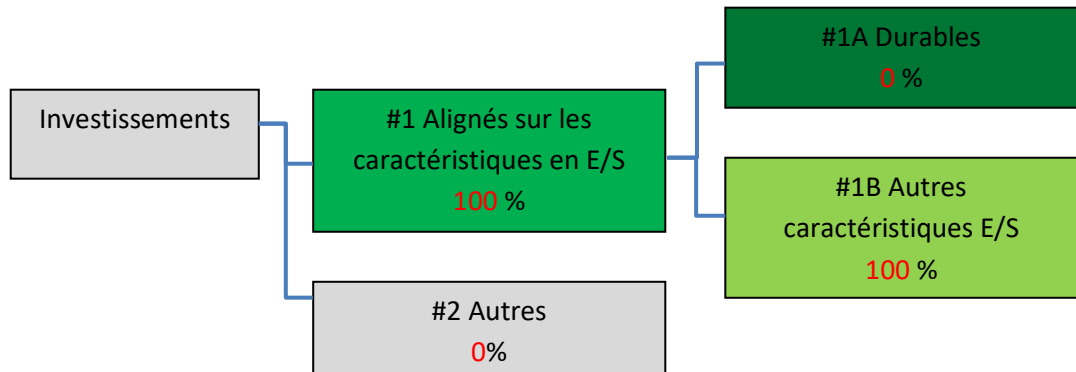 Investissements
#1 Alignés sur les
caractéristiques en E/S
100 %
#2 Autres
0%
#1A Durables
0 %
#1B Autres
caractéristiques E/S
100 %